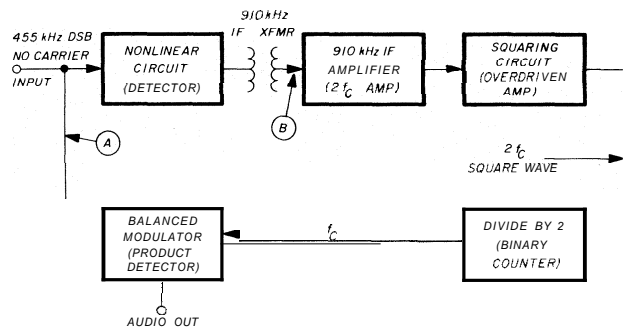 910 kHz
IF XFMR
455 kHz DSB
NO CARRIER
INPUT
NONLINEAR
CIRCUIT
(DETECTOR)
910 kHz IF
AMPLIFIER
(2 fC AMP)
SQUARING
CIRCUIT
(OVERDRIVEN
AMP)
A
B
2 fC
SQUARE WAVE
BALANCED
MODULATOR
(PRODUCT
DETECTOR)
fC
DIVIDE BY 2
(BINARY
COUNTER)
AUDIO OUT